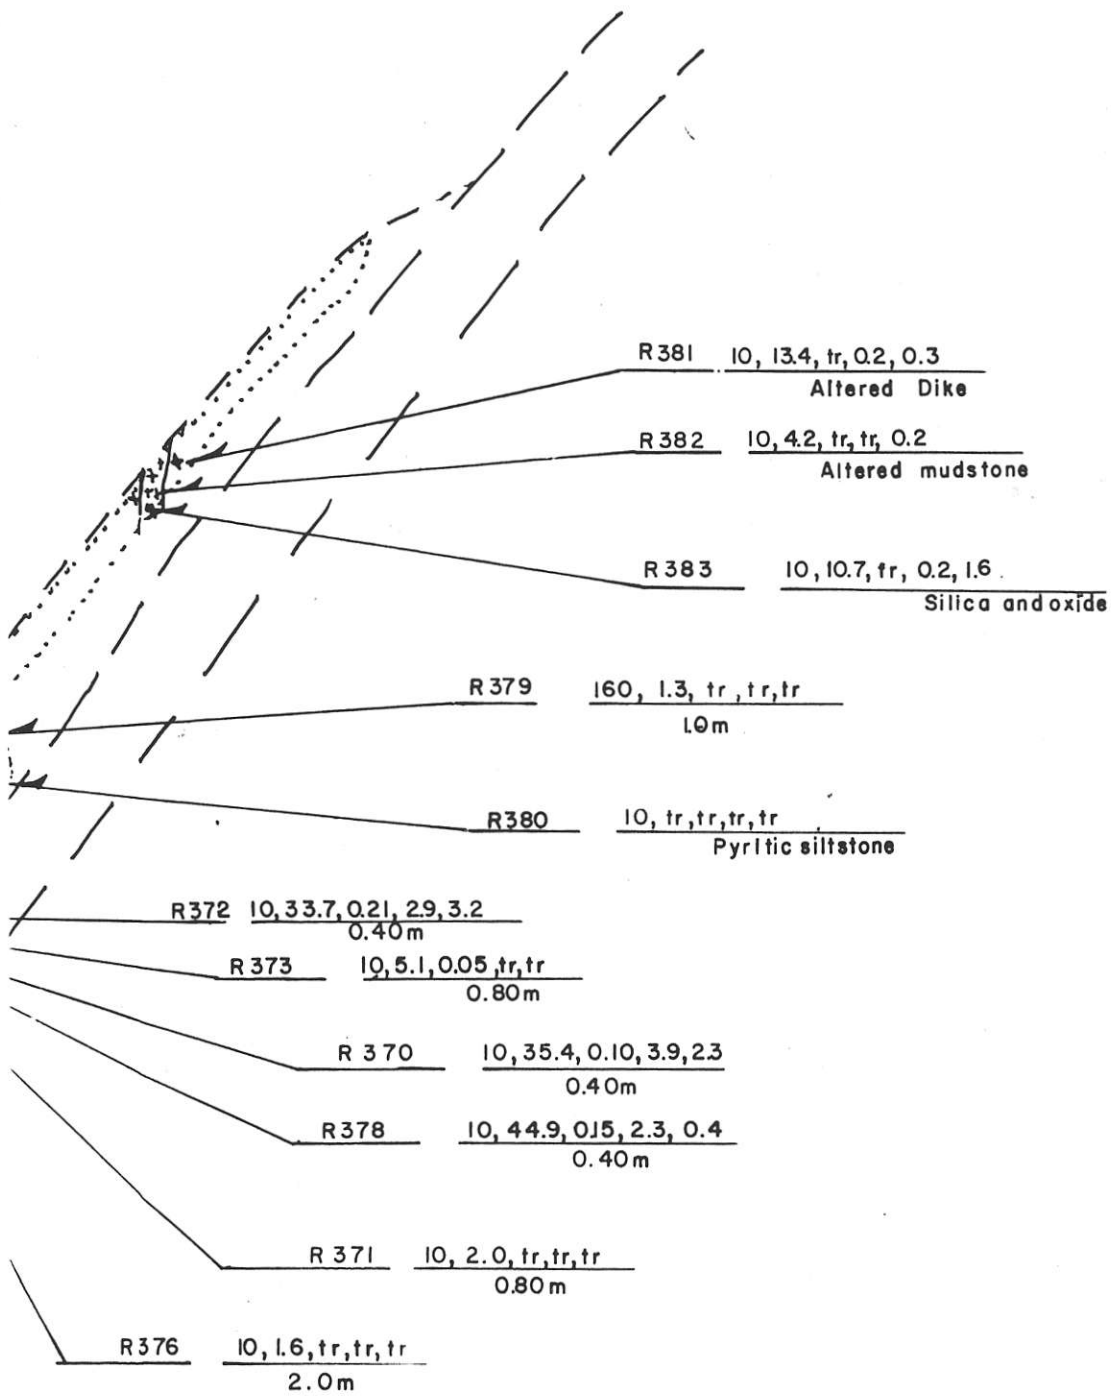 R381 10, 13.4, tr, 0.2, 0.3
Altered Dike
R382 10, 4.2, tr, tr, 0.2
Altered mudstone
R383 10, 10.7, tr, 0.2, 1.6
Silica and oxide
R379 160, 1.3, tr, tr, tr
1.0m
R380 10, tr, tr, tr, tr
Pyritic siltstone
R372 10, 33.7, 0.21, 2.9, 3.2
0.40m
R373 10, 5.1, 0.05, tr, tr
0.80m
R370 10, 35.4, 0.10, 3.9, 2.3
0.40m
R378 10, 44.9, 0.15, 2.3, 0.4
0.40m
R371 10, 2.0, tr, tr, tr
0.80m
R376 10, 1.6, tr, tr, tr
2.0m